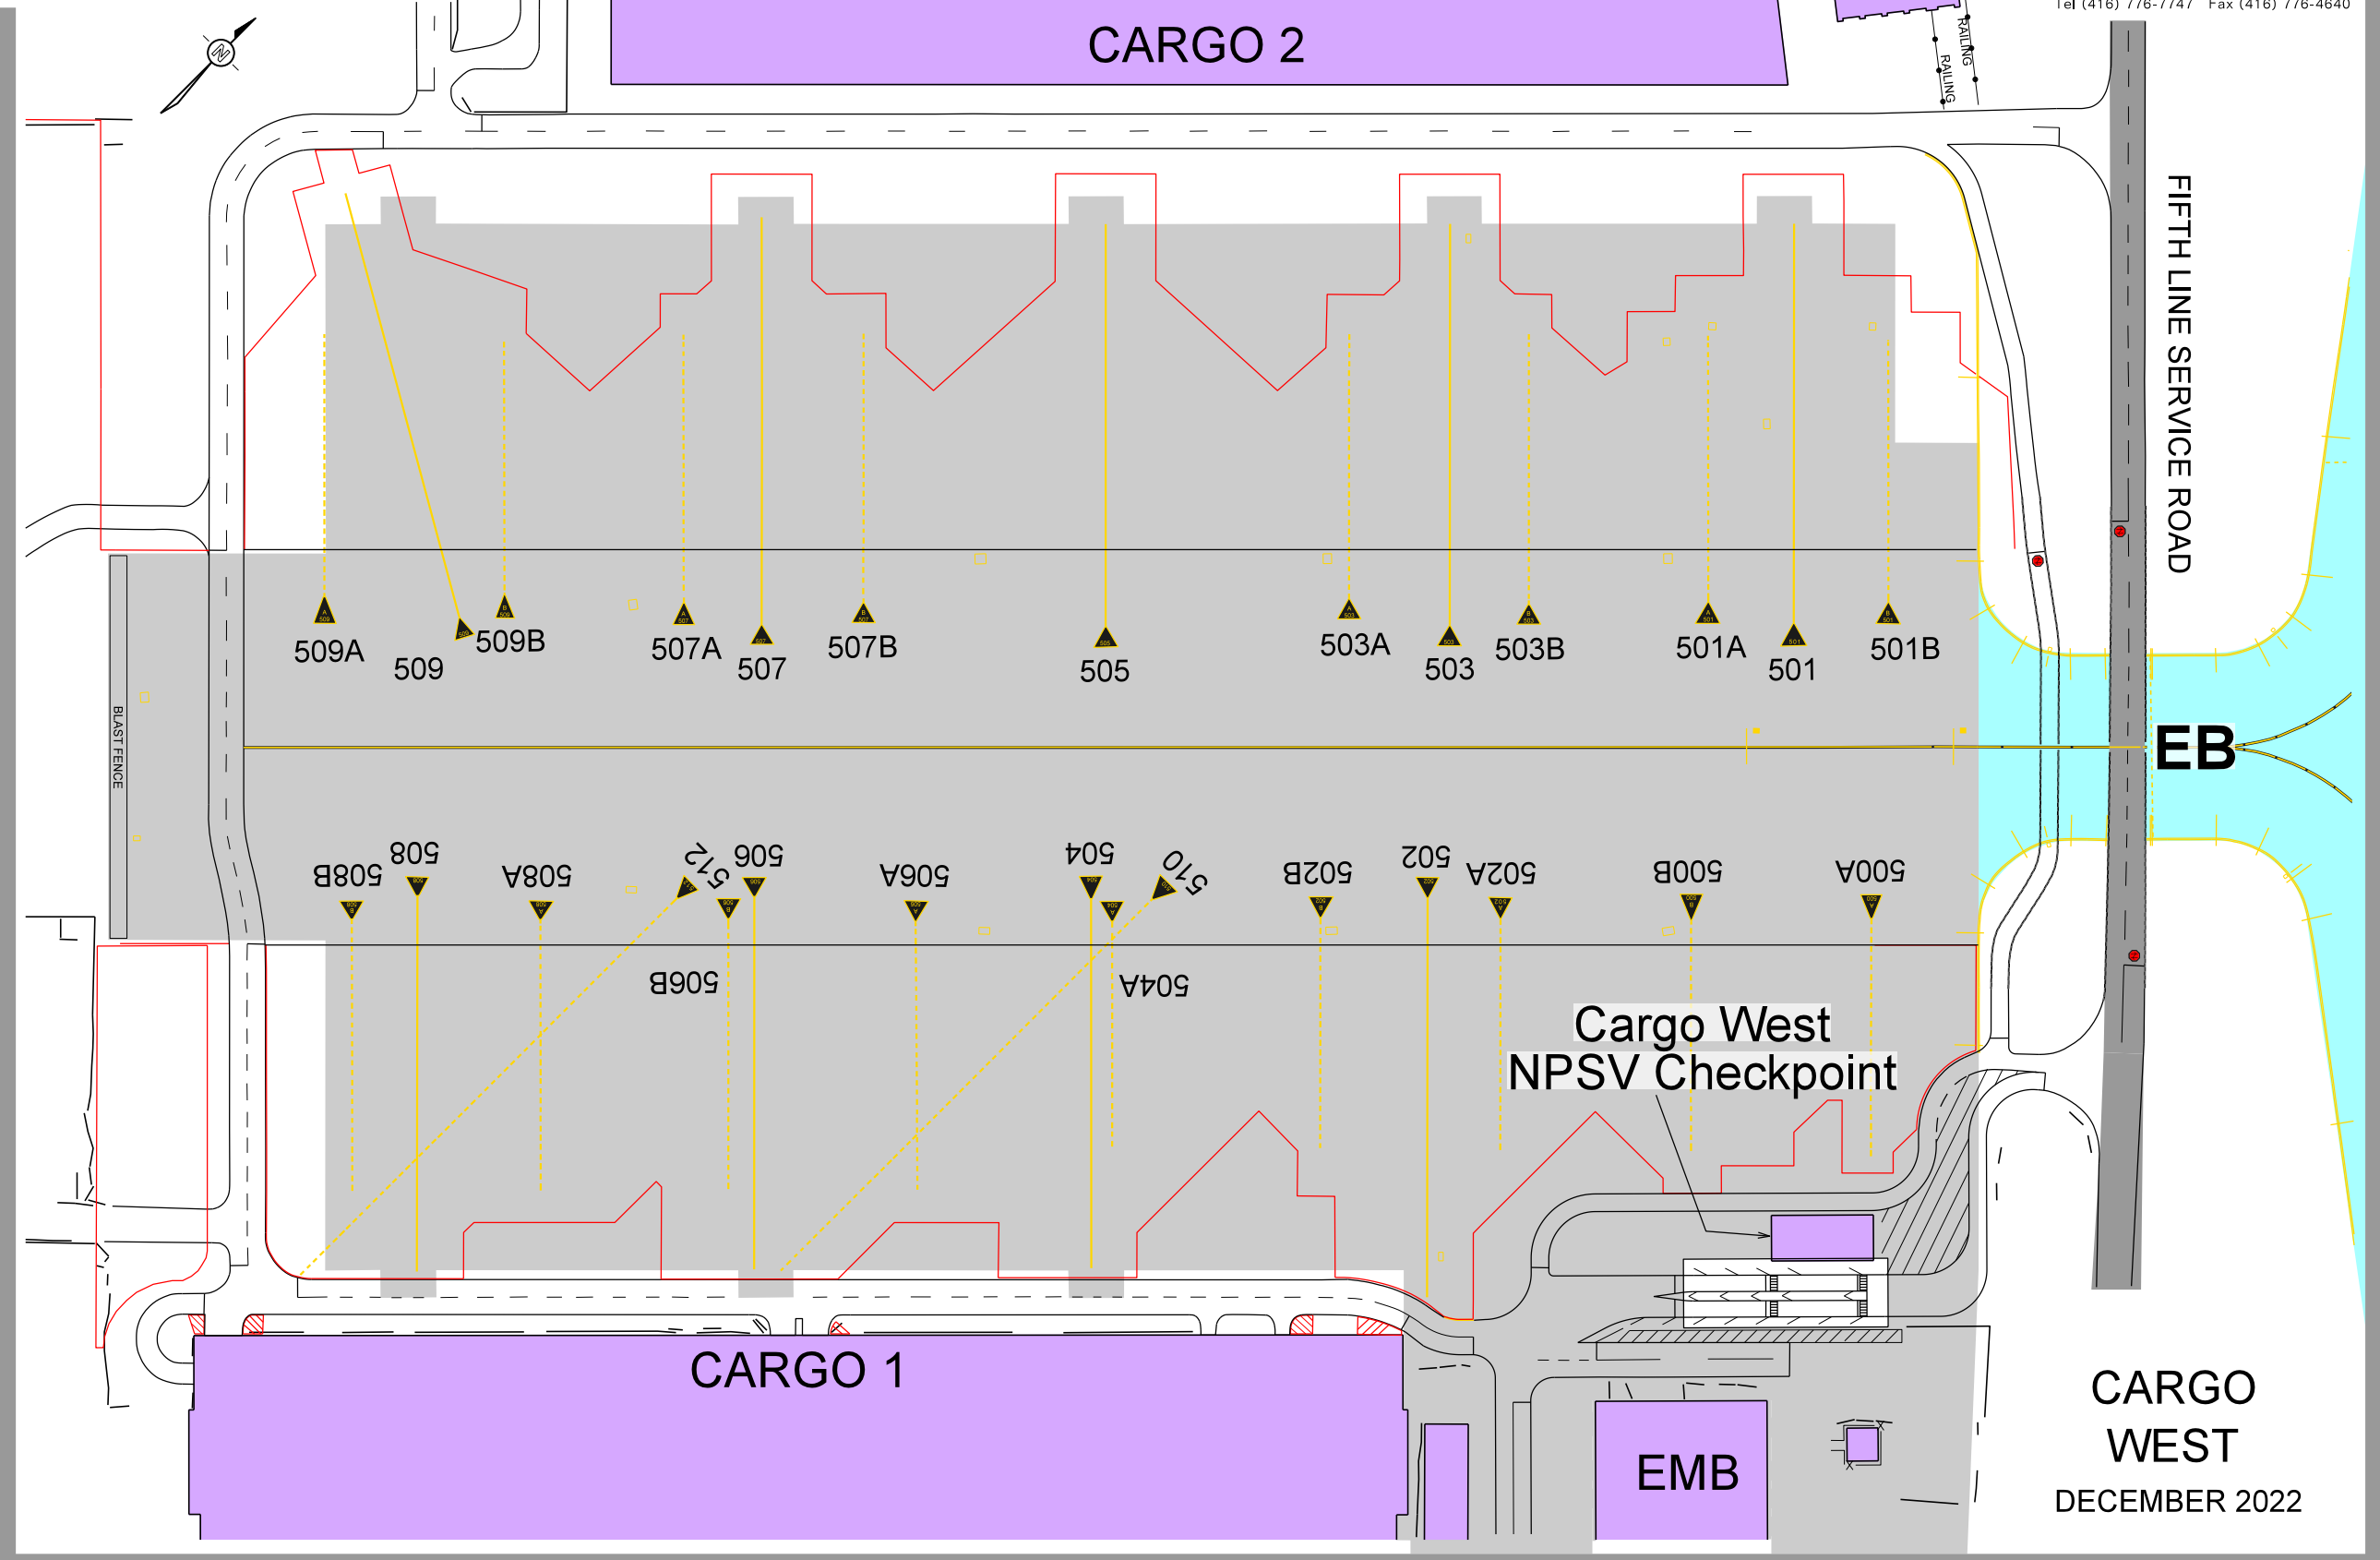 Tel (416) 776-7747 Fax (416) 776-4640
CARGO 2
RAILING
RAILING
N
FIFTH LINE SERVICE ROAD
509A
509
509B
507A
507
507B
505
503A
503
503B
501A
501
501B
BLAST FENCE
EB
508B
508
508A
512
506B
506
506A
504
504A
510
502B
502
502A
500B
500A
Cargo West
NPSV Checkpoint
CARGO 1
EMB
X
X
CARGO
WEST
DECEMBER 2022